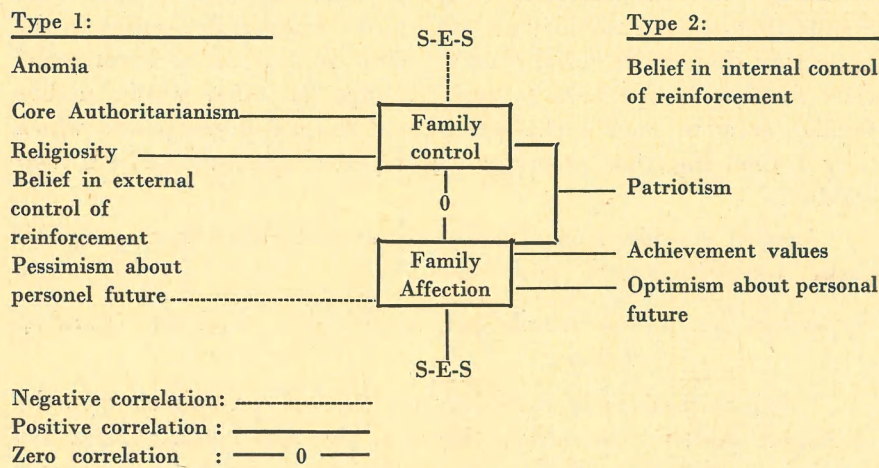 Type 1:
Anomia
Core Authoritarianism
Religiosity
Belief in external
control of
reinforcement
Pessimism about
personel future
S-E-S
Family
control
0
Family
Affection
S-E-S
Type 2:
Belief in internal control
of reinforcement
Patriotism
Achievement values
Optimism about personal
future
Negative correlation:
Positive correlation :
Zero correlation : 0